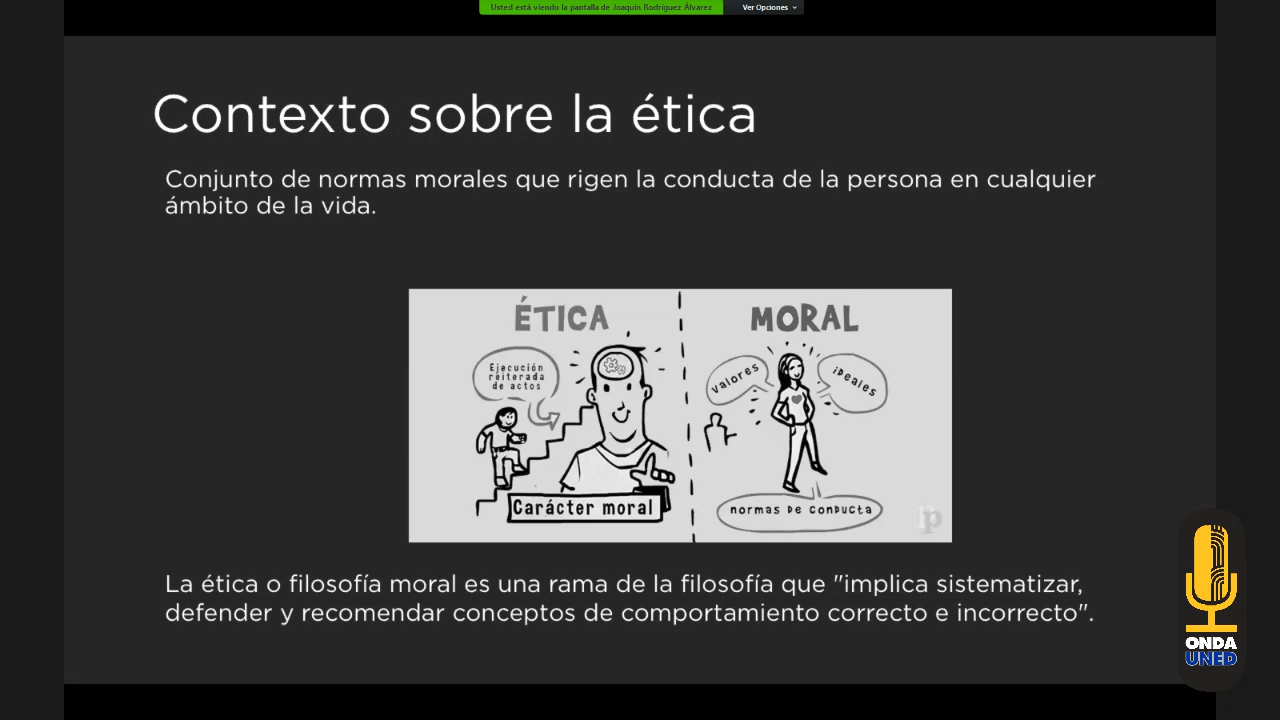 Usted está viendo la pantalla de Joaquín Rodríguez Álvarez
Ver Opciones
Contexto sobre la ética
Conjunto de normas morales que rigen la conducta de la persona en cualquier
ámbito de la vida.
ÉTICA
MORAL
Ejecución
reiterada
de actos
valores
ideales
Carácter moral
normas de conducta
lp
La ética o filosofía moral es una rama de la filosofía que "implica sistematizar,
defender y recomendar conceptos de comportamiento correcto e incorrecto".
ONDA
UNED